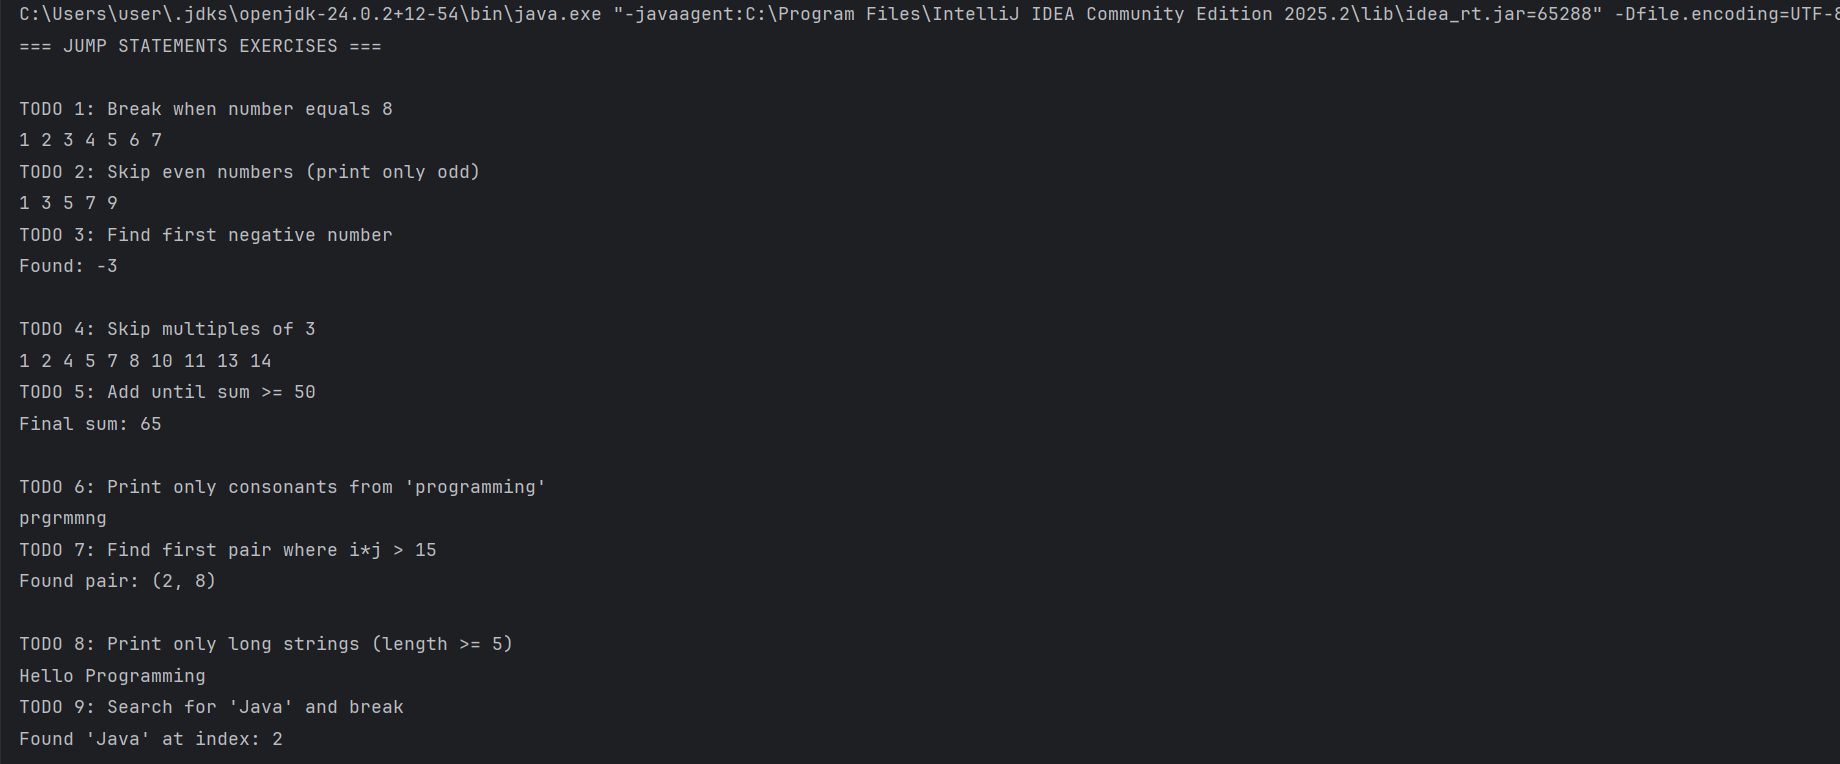 C:\Users\user\.jdks\openjdk-24.0.2+12-54\bin\java.exe "-javaagent:C:\Program Files\IntelliJ IDEA Community Edition 2025.2\lib\idea_rt.jar=65288" -Dfile.encoding=UTF-8
=== JUMP STATEMENTS EXERCISES ===
TODO 1: Break when number equals 8
1 2 3 4 5 6 7
TODO 2: Skip even numbers (print only odd)
1 3 5 7 9
TODO 3: Find first negative number
Found: -3
TODO 4: Skip multiples of 3
1 2 4 5 7 8 10 11 13 14
TODO 5: Add until sum >= 50
Final sum: 65
TODO 6: Print only consonants from 'programming'
prgrmmng
TODO 7: Find first pair where i*j > 15
Found pair: (2, 8)
TODO 8: Print only long strings (length >= 5)
Hello Programming
TODO 9: Search for 'Java' and break
Found 'Java' at index: 2